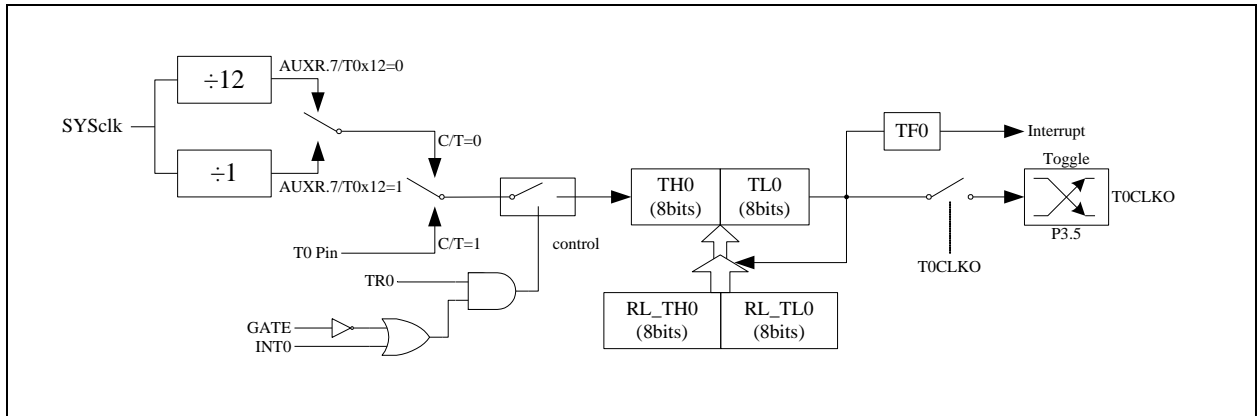 ÷12
AUXR.7/T0x12=0
SYSclk
÷1
AUXR.7/T0x12=1
C/T=0
C/T=1
T0 Pin
control
TR0
GATE
INT0
TH0
(8bits)
TL0
(8bits)
RL_TH0
(8bits)
RL_TL0
(8bits)
TF0
Interrupt
Toggle
T0CLKO
P3.5
T0CLKO